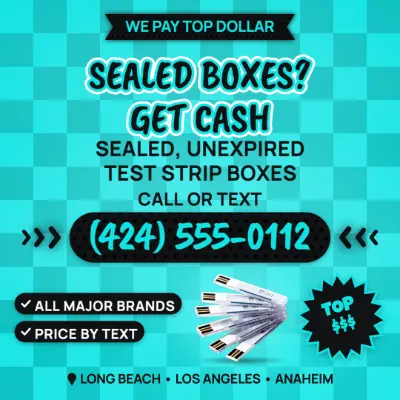 WE PAY TOP DOLLAR
SEALED BOXES?
GET CASH
SEALED, UNEXPIRED
TEST STRIP BOXES
CALL OR TEXT
(424) 555-0112
ALL MAJOR BRANDS
PRICE BY TEXT
TOP
$$$
LONG BEACH • LOS ANGELES • ANAHEIM